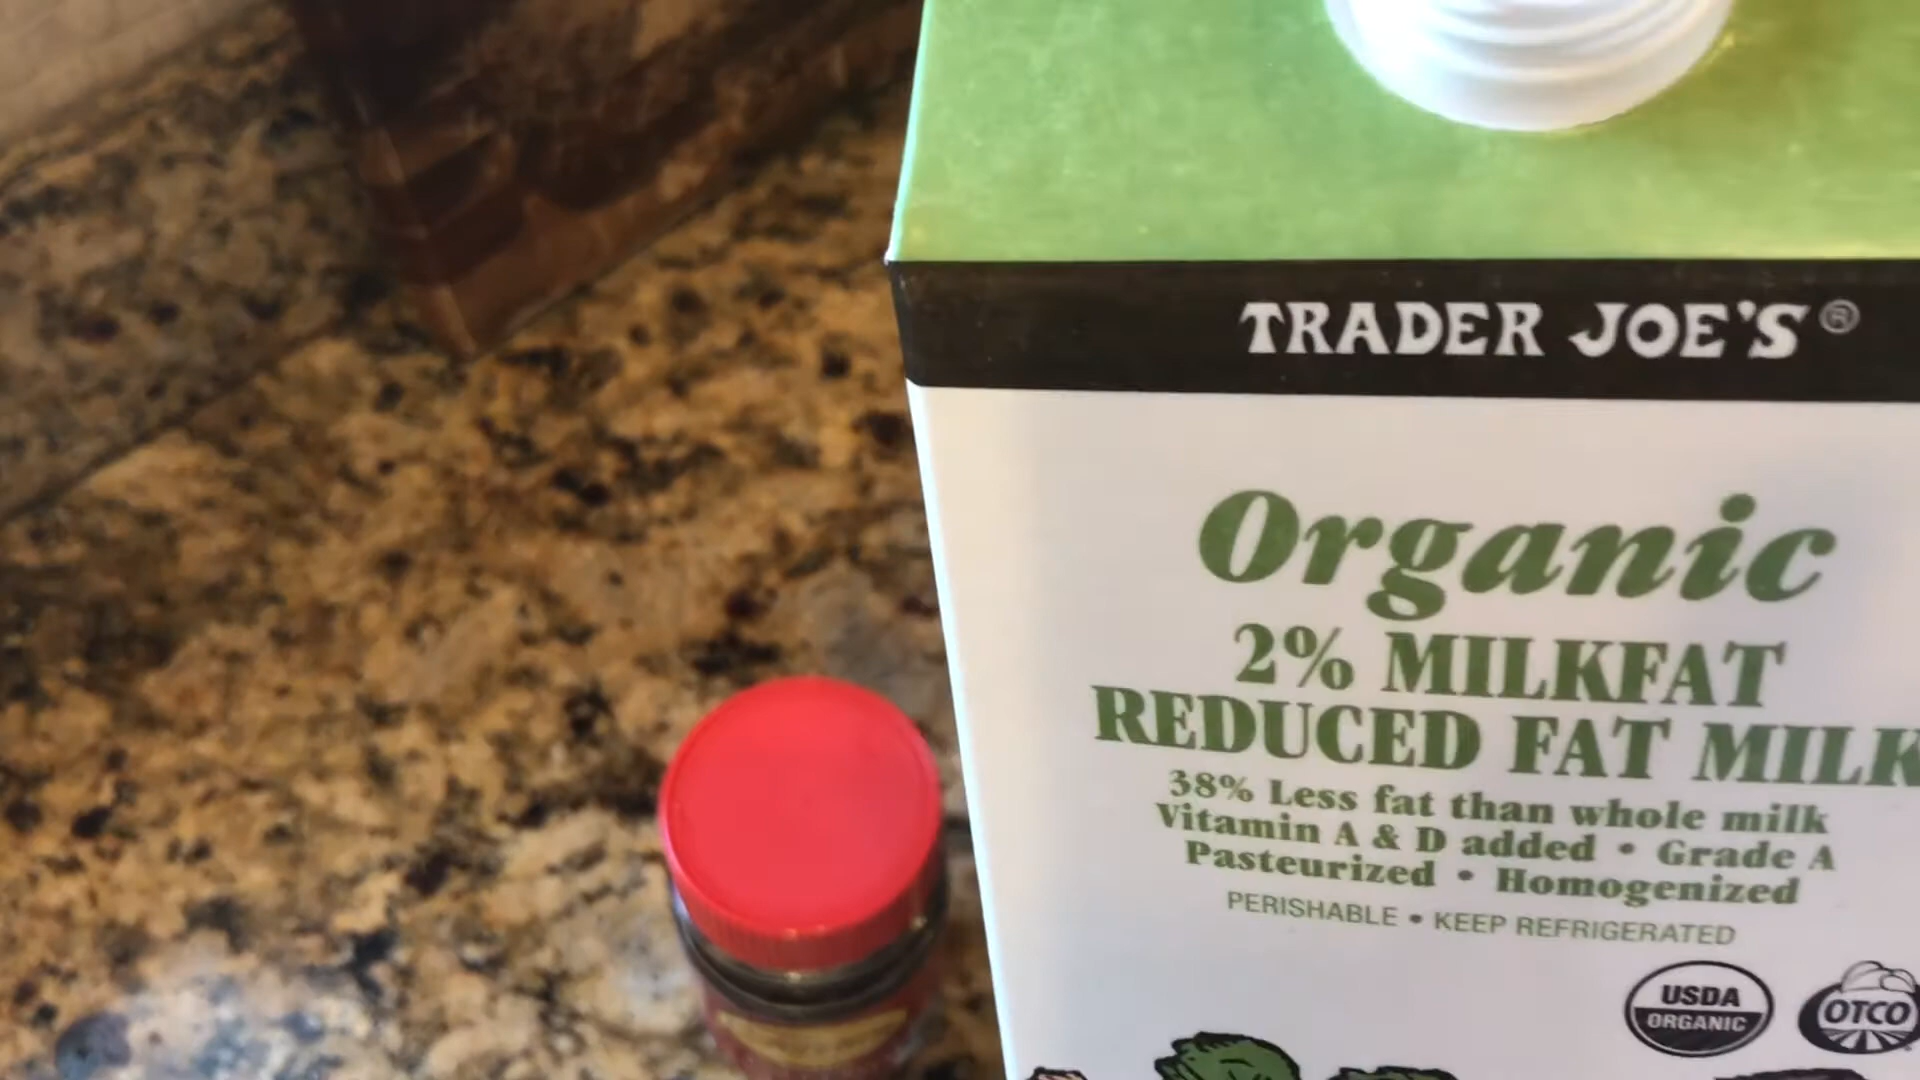 TRADER JOE'S®
Organic
2% MILKFAT
REDUCED FAT MILK
38% Less fat than whole milk
Vitamin A & D added • Grade A
Pasteurized • Homogenized
PERISHABLE • KEEP REFRIGERATED
USDA
ORGANIC
OTCO